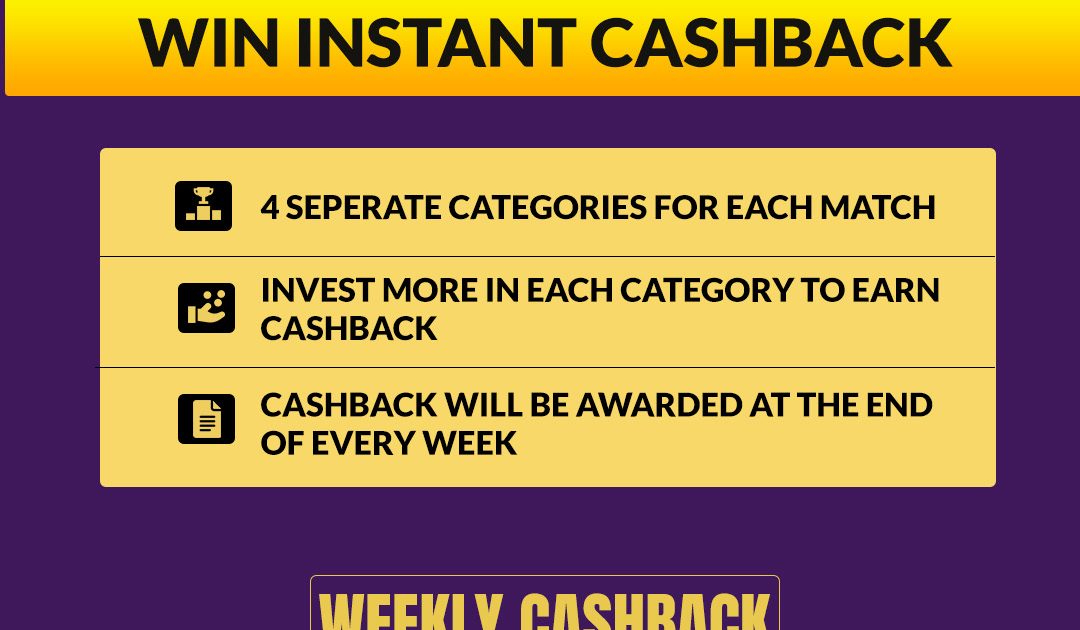 WIN INSTANT CASHBACK
4 SEPERATE CATEGORIES FOR EACH MATCH
INVEST MORE IN EACH CATEGORY TO EARN
CASHBACK
CASHBACK WILL BE AWARDED AT THE END
OF EVERY WEEK
WEEKLY CASHBACK